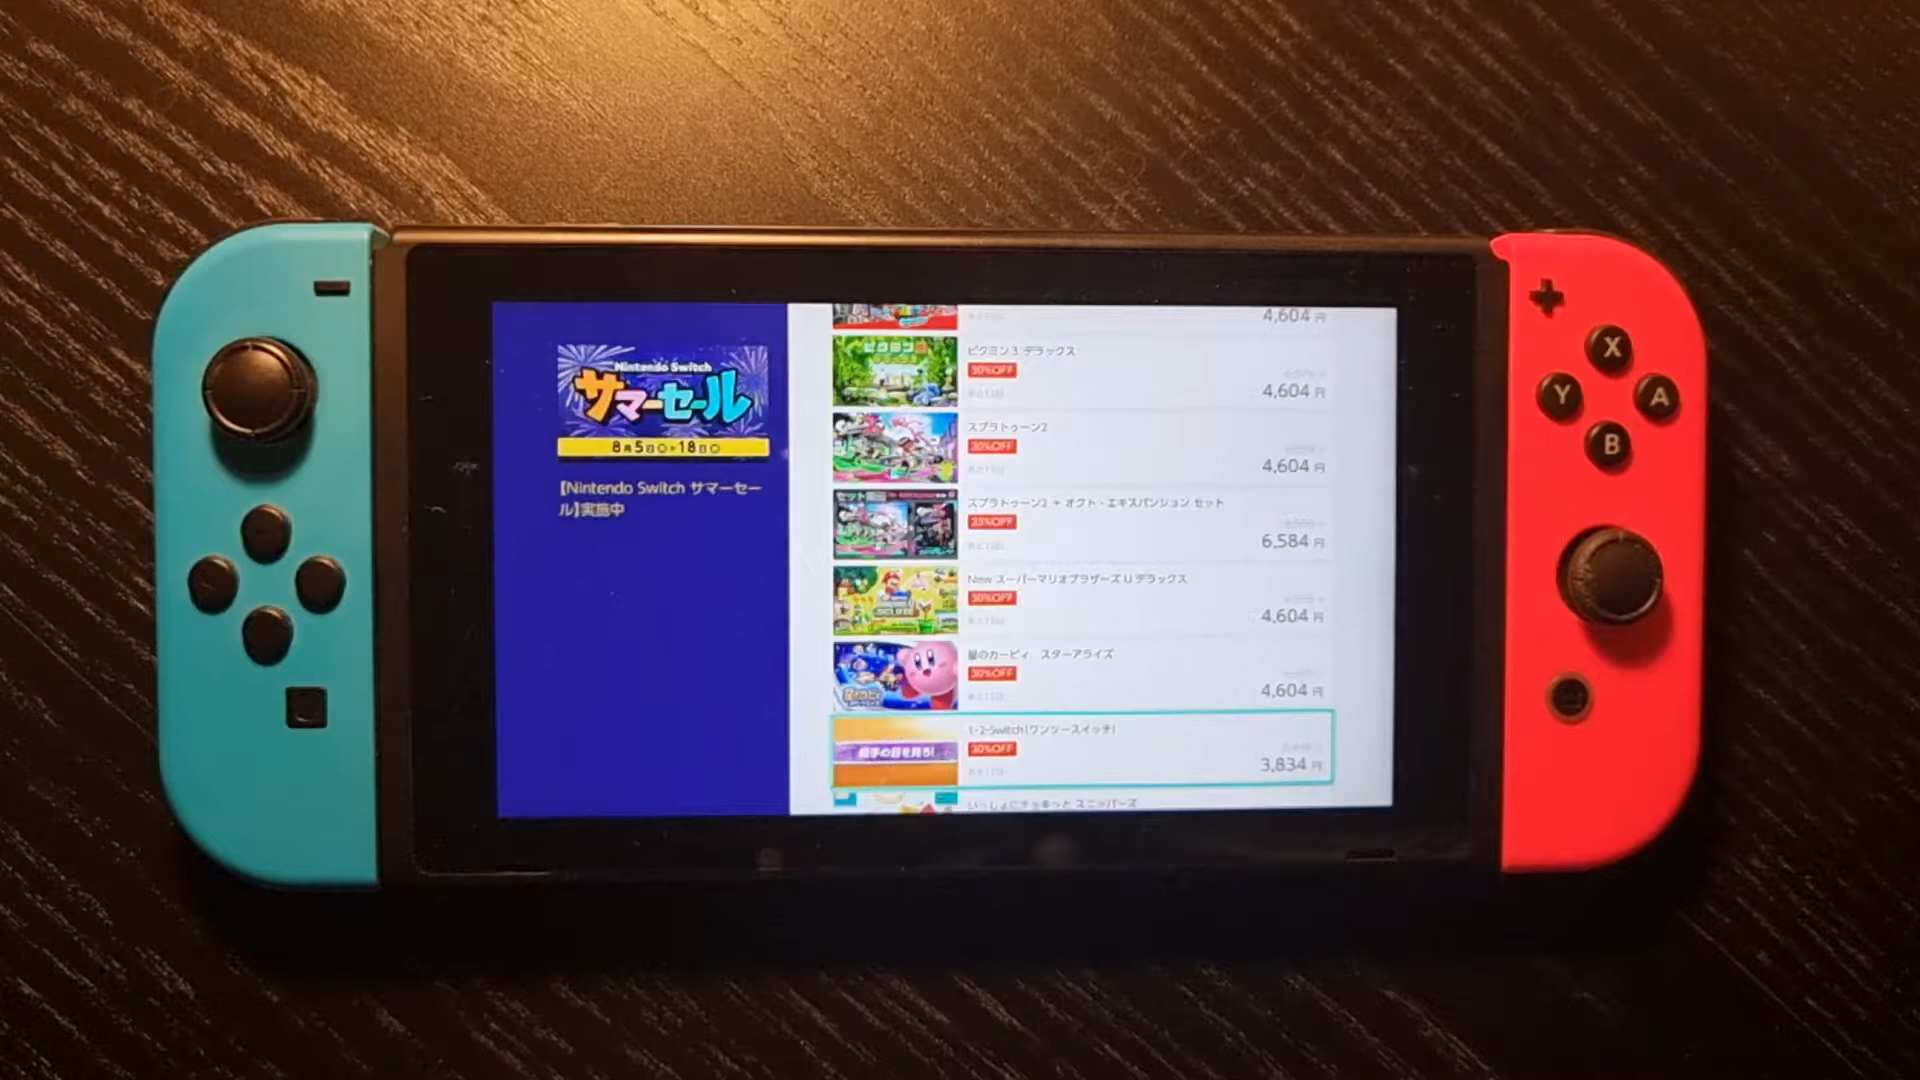 Nintendo Switch
サマーセール
8月5日 18日
【Nintendo Switch サマーセー
ル】実施中
4,604 円
ピクミン3 デラックス
30%OFF
4,604 円
スプラトゥーン2
30%OFF
4,604 円
スプラトゥーン2 + オクト・エキスパンション セット
25%OFF
6,584 円
New スーパーマリオブラザーズ U デラックス
30%OFF
4,604 円
星のカービィ スターアライズ
30%OFF
4,604 円
相手の目を見ろ!
1-2-Switch(ワンツースイッチ)
30%OFF
3,834 円
いっしょにチョキッと スニッパーズ
X
Y
A
B